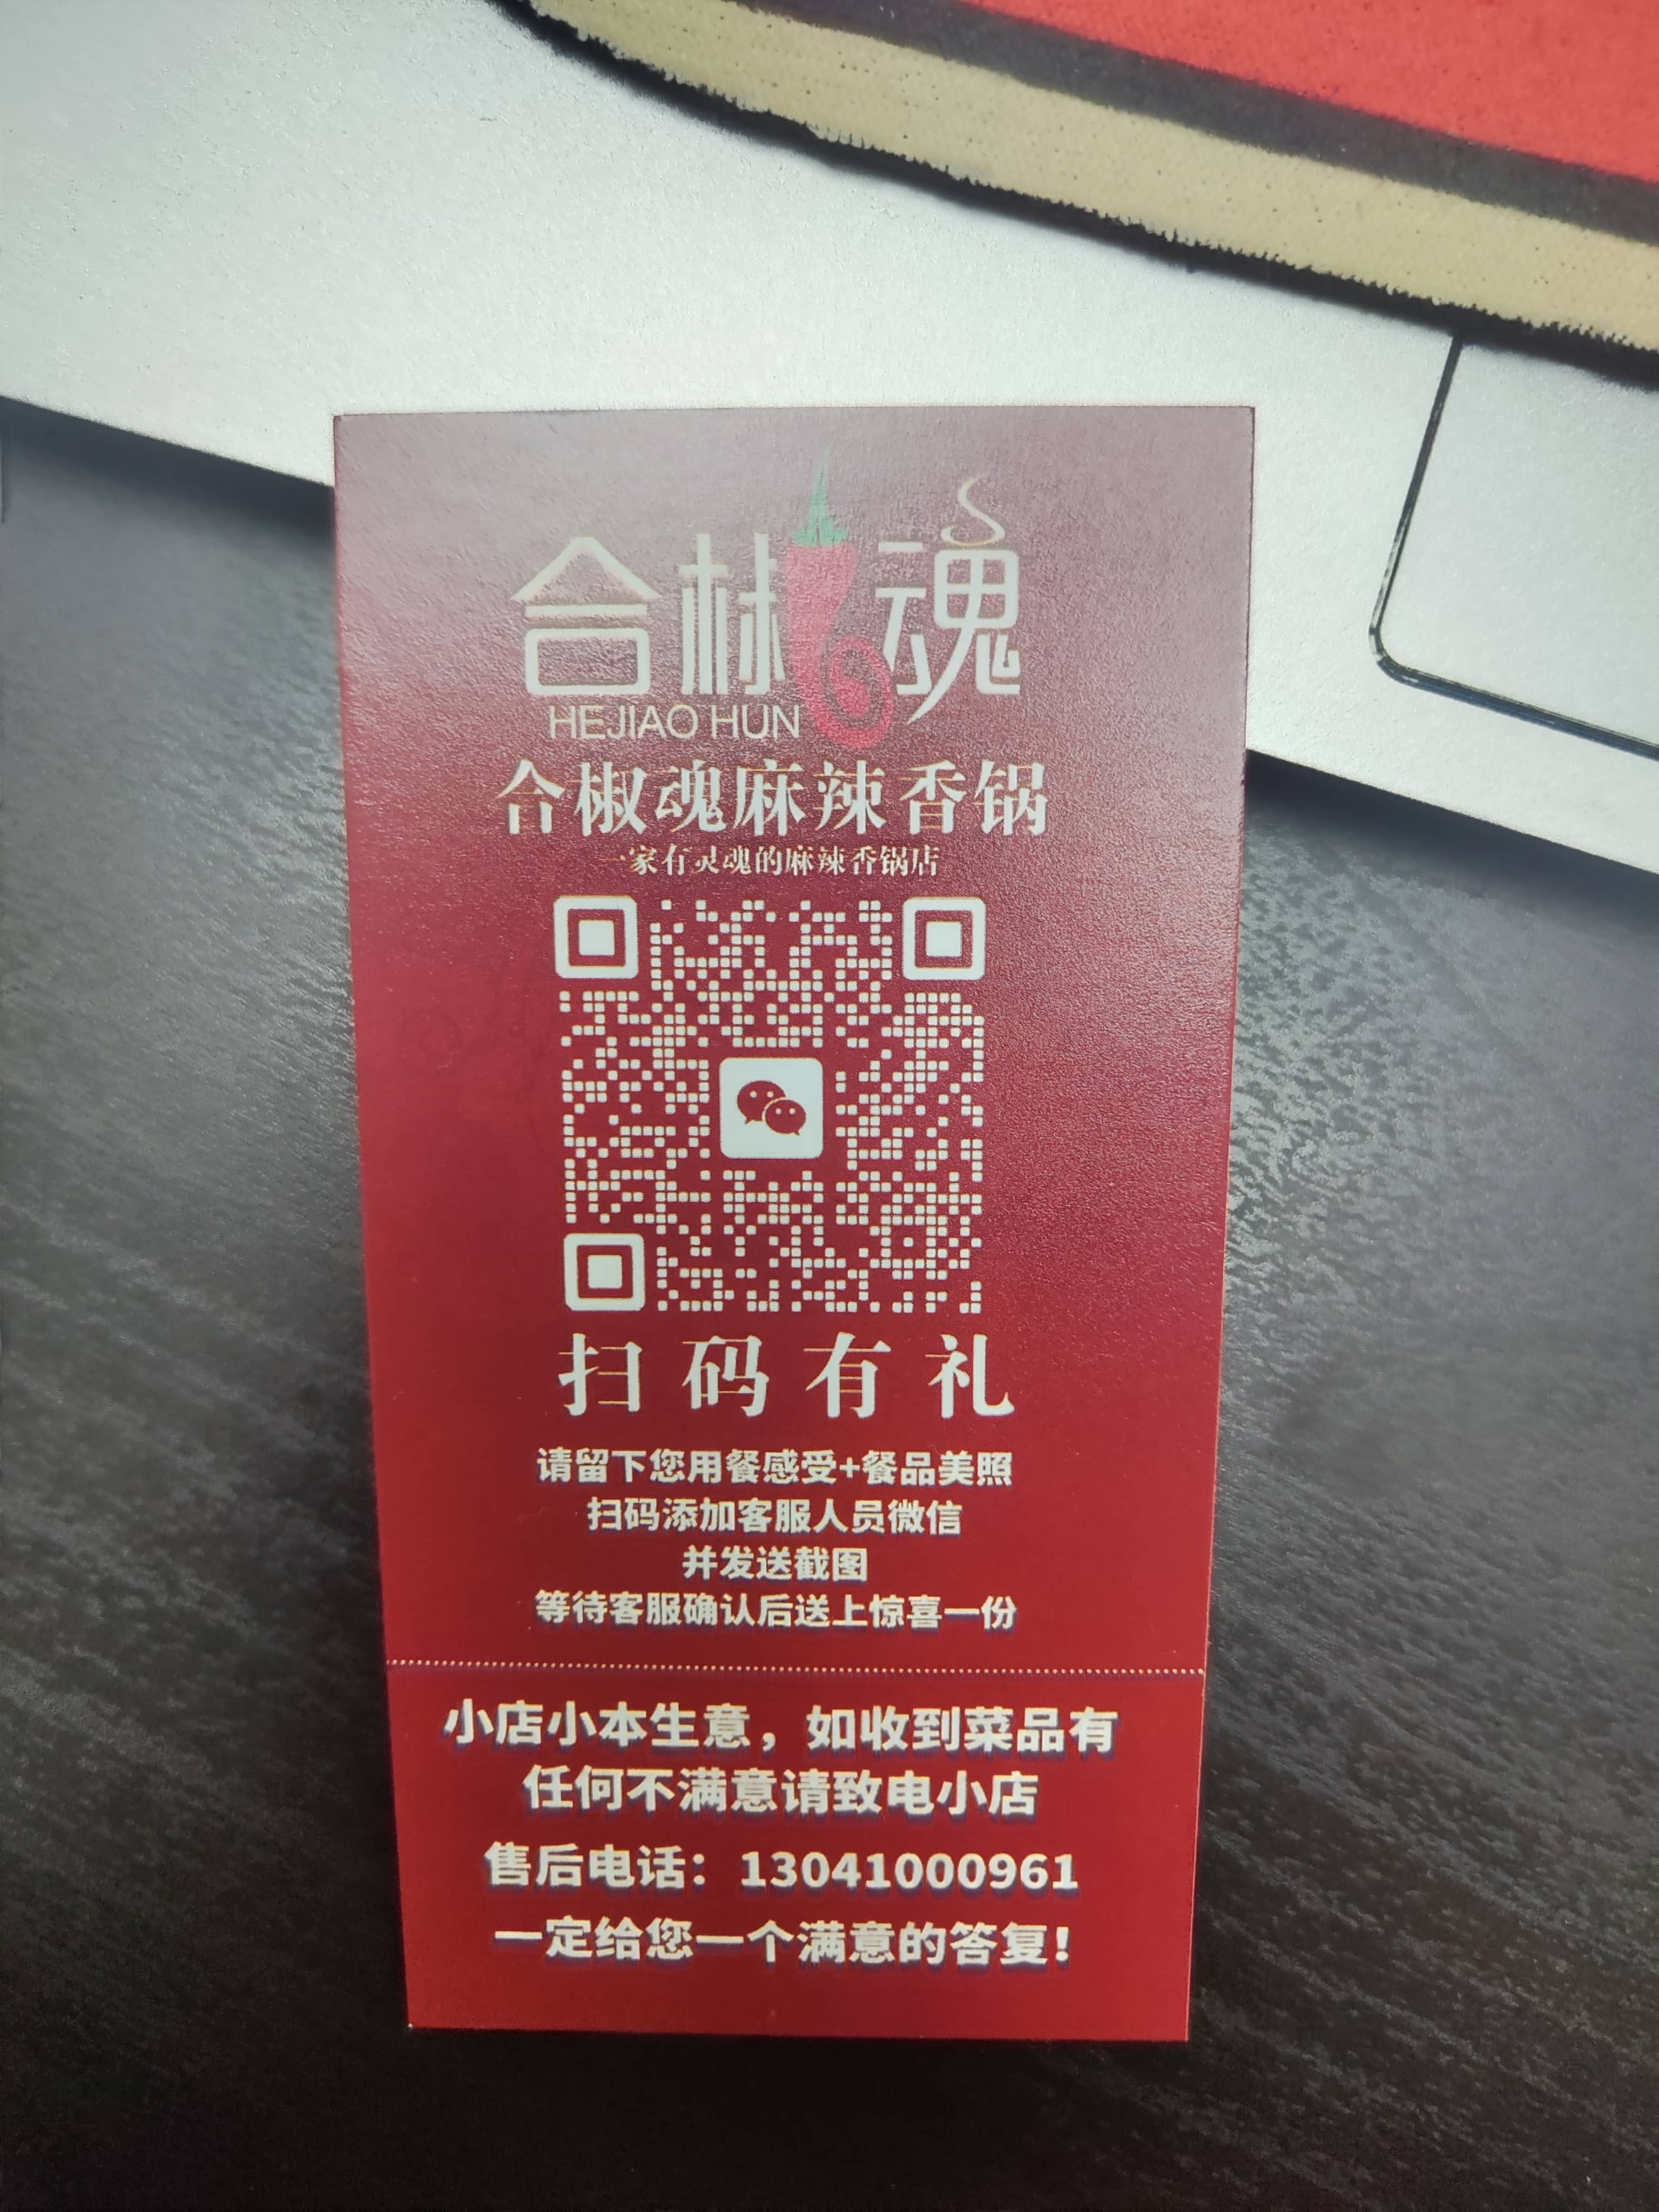 合椒魂
HEJIAO HUN
合椒魂麻辣香锅
一家有灵魂的麻辣香锅店
扫码有礼
请留下您用餐感受+餐品美照
扫码添加客服人员微信
并发送截图
等待客服确认后送上惊喜一份
小店小本生意，如收到菜品有
任何不满意请致电小店
售后电话：13041000961
一定给您一个满意的答复！